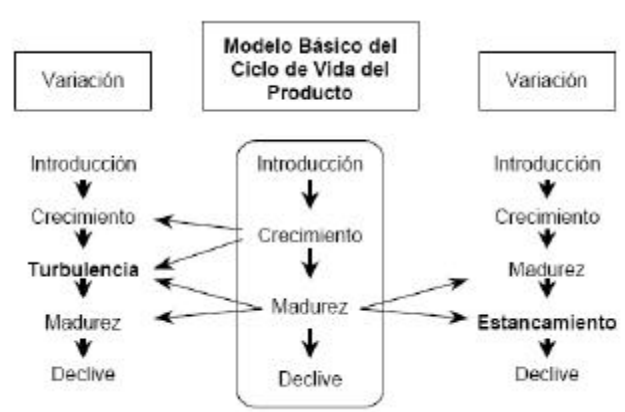 Variación
Introducción
Crecimiento
Turbulencia
Madurez
Declive
Modelo Básico del
Ciclo de Vida del
Producto
Introducción
Crecimiento
Madurez
Declive
Variación
Introducción
Crecimiento
Madurez
Estancamiento
Declive